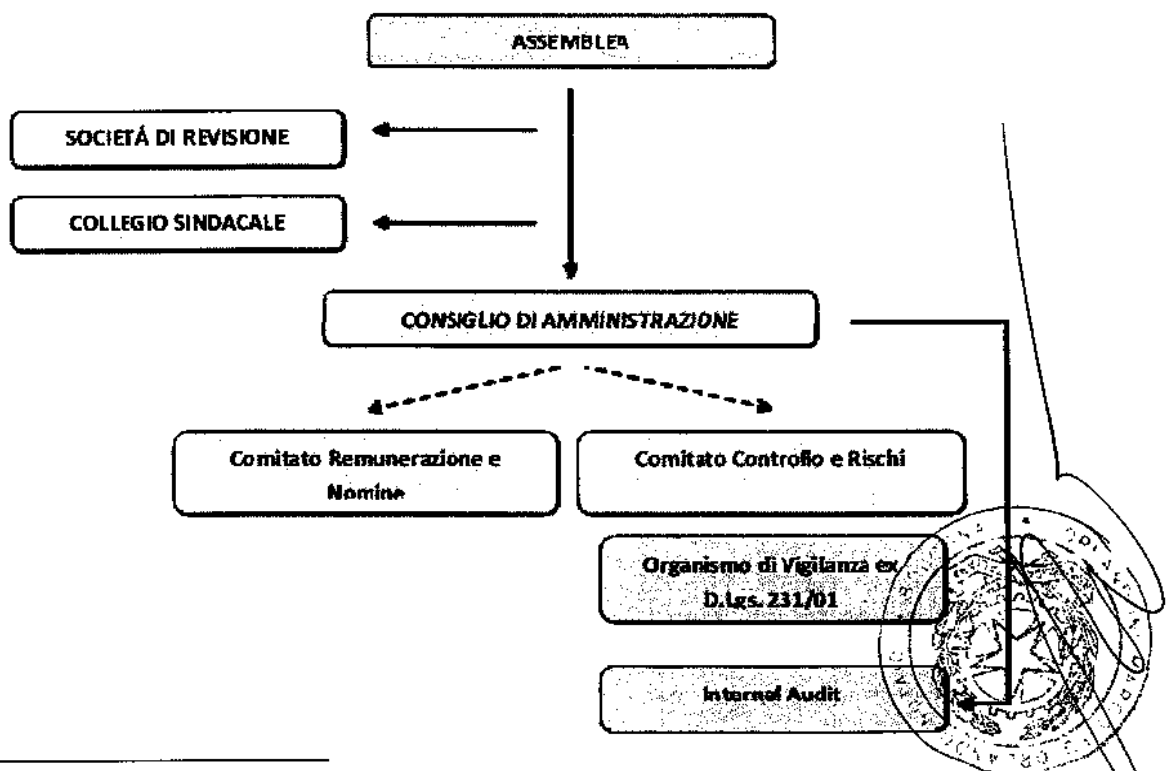 ASSEMBLEA
SOCIETÁ DI REVISIONE
COLLEGIO SINDACALE
CONSIGLIO DI AMMINISTRAZIONE
Comitato Remunerazione e
Nomine
Comitato Controllo e Rischi
Organismo di Vigilanza ex
D.Lgs. 231/01
Internal Audit